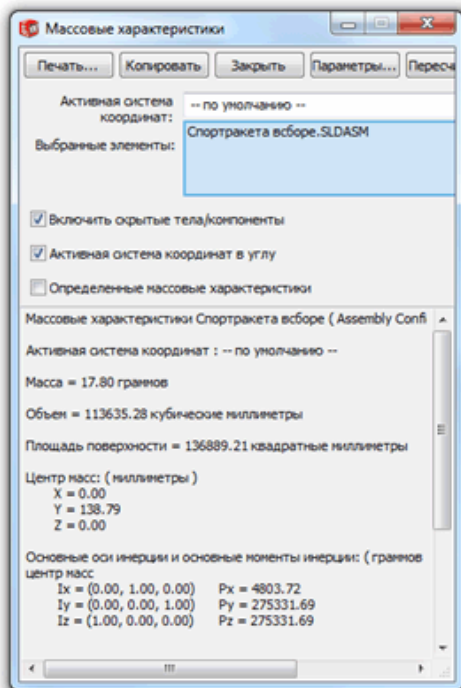 Массовые характеристики
Печать... Копировать Закрыть Параметры... Пересч
Активная система координат:
-- по умолчанию --
Выбранные элементы:
Спортракета всборе.SLDASM
Включить скрытые тела/компоненты
Активная система координат в углу
Определенные массовые характеристики
Массовые характеристики Спортракета всборе ( Assembly Confi
Активная система координат : -- по умолчанию --
Масса = 17.80 граммов
Объем = 113635.28 кубические миллиметры
Площадь поверхности = 136889.21 квадратные миллиметры
Центр масс: ( миллиметры )
X = 0.00
Y = 138.79
Z = 0.00
Основные оси инерции и основные моменты инерции: ( граммов
центр масс
Ix = (0.00, 1.00, 0.00) Px = 4803.72
Iy = (0.00, 0.00, 1.00) Py = 275331.69
Iz = (1.00, 0.00, 0.00) Pz = 275331.69